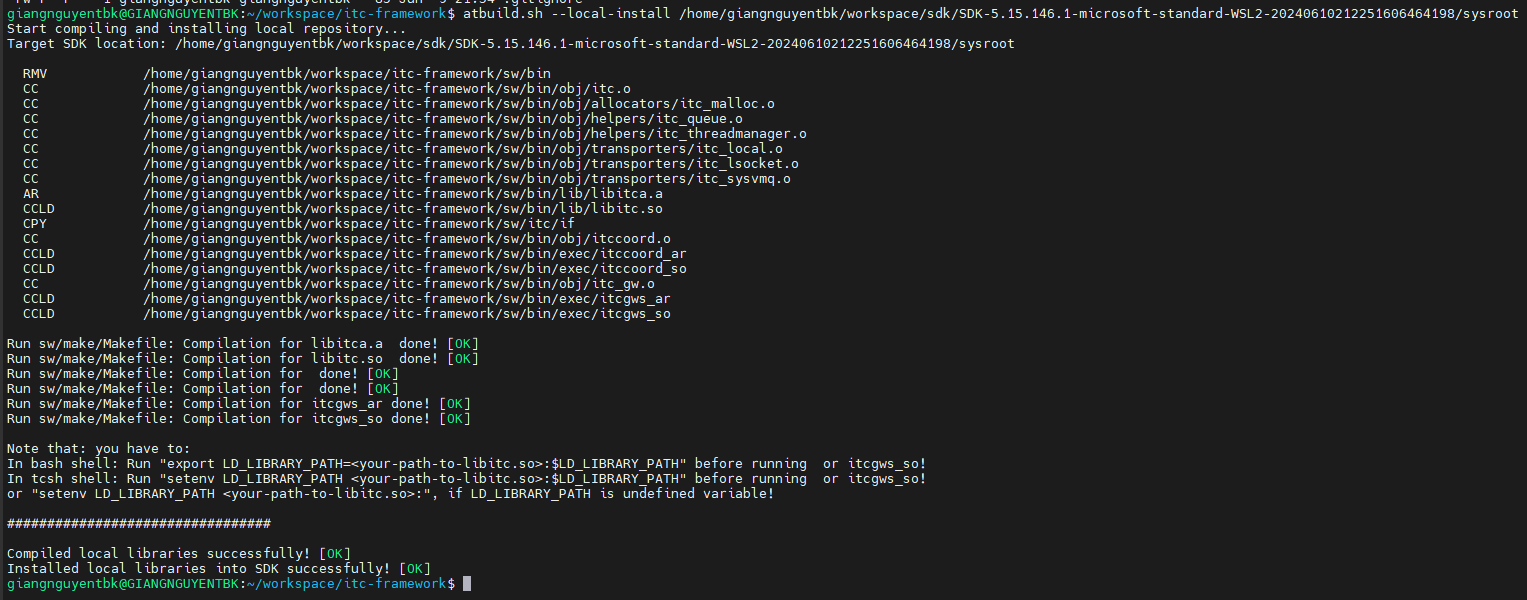 giangnguyentbk@GIANGNGUYENTBK:~/workspace/itc-framework$ atbuild.sh --local-install /home/giangnguyentbk/workspace/sdk/SDK-5.15.146.1-microsoft-standard-WSL2-20240610212251606464198/sysroot
Start compiling and installing local repository...
Target SDK location: /home/giangnguyentbk/workspace/sdk/SDK-5.15.146.1-microsoft-standard-WSL2-20240610212251606464198/sysroot
RMV /home/giangnguyentbk/workspace/itc-framework/sw/bin
CC /home/giangnguyentbk/workspace/itc-framework/sw/bin/obj/itc.o
CC /home/giangnguyentbk/workspace/itc-framework/sw/bin/obj/allocators/itc_malloc.o
CC /home/giangnguyentbk/workspace/itc-framework/sw/bin/obj/helpers/itc_queue.o
CC /home/giangnguyentbk/workspace/itc-framework/sw/bin/obj/helpers/itc_threadmanager.o
CC /home/giangnguyentbk/workspace/itc-framework/sw/bin/obj/transporters/itc_local.o
CC /home/giangnguyentbk/workspace/itc-framework/sw/bin/obj/transporters/itc_lsocket.o
CC /home/giangnguyentbk/workspace/itc-framework/sw/bin/obj/transporters/itc_sysvmq.o
AR /home/giangnguyentbk/workspace/itc-framework/sw/bin/lib/libitca.a
CCLD /home/giangnguyentbk/workspace/itc-framework/sw/bin/lib/libitc.so
CPY /home/giangnguyentbk/workspace/itc-framework/sw/itc/if
CC /home/giangnguyentbk/workspace/itc-framework/sw/bin/obj/itccoord.o
CCLD /home/giangnguyentbk/workspace/itc-framework/sw/bin/exec/itccoord_ar
CCLD /home/giangnguyentbk/workspace/itc-framework/sw/bin/exec/itccoord_so
CC /home/giangnguyentbk/workspace/itc-framework/sw/bin/obj/itc_gw.o
CCLD /home/giangnguyentbk/workspace/itc-framework/sw/bin/exec/itcgws_ar
CCLD /home/giangnguyentbk/workspace/itc-framework/sw/bin/exec/itcgws_so
Run sw/make/Makefile: Compilation for libitca.a  done! [OK]
Run sw/make/Makefile: Compilation for libitc.so  done! [OK]
Run sw/make/Makefile: Compilation for  done! [OK]
Run sw/make/Makefile: Compilation for  done! [OK]
Run sw/make/Makefile: Compilation for itcgws_ar done! [OK]
Run sw/make/Makefile: Compilation for itcgws_so done! [OK]
Note that: you have to:
In bash shell: Run "export LD_LIBRARY_PATH=<your-path-to-libitc.so>:$LD_LIBRARY_PATH" before running  or itcgws_so!
In tcsh shell: Run "setenv LD_LIBRARY_PATH <your-path-to-libitc.so>:$LD_LIBRARY_PATH" before running  or itcgws_so!
or "setenv LD_LIBRARY_PATH <your-path-to-libitc.so>:", if LD_LIBRARY_PATH is undefined variable!
#################################
Compiled local libraries successfully! [OK]
Installed local libraries into SDK successfully! [OK]
giangnguyentbk@GIANGNGUYENTBK:~/workspace/itc-framework$